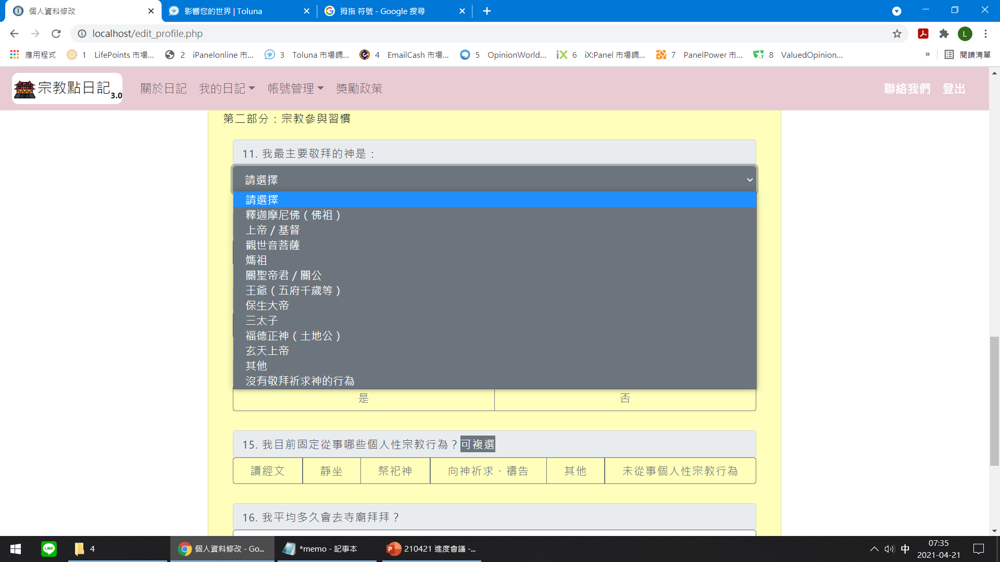 個人資料修改
影響您的世界 | Toluna
拇指 符號 - Google 搜尋
localhost/edit_profile.php
L
應用程式
1 LifePoints 市場...
2 iPanelonline 市...
3 Toluna 市場調...
4 EmailCash 市場...
5 OpinionWorld...
6 iX:Panel 市場調...
7 PanelPower 市...
8 ValuedOpinion...
»
閱讀清單
宗教點日記3.0
關於日記
我的日記
帳號管理
獎勵政策
聯絡我們
登出
第二部分：宗教參與習慣
11. 我最主要敬拜的神是：
請選擇
請選擇
釋迦摩尼佛（佛祖）
上帝 / 基督
觀世音菩薩
媽祖
關聖帝君 / 關公
王爺（五府千歲等）
保生大帝
三太子
福德正神（土地公）
玄天上帝
其他
沒有敬拜祈求神的行為
是
否
15. 我目前固定從事哪些個人性宗教行為？可複選
讀經文
靜坐
祭祀神
向神祈求、禱告
其他
未從事個人性宗教行為
16. 我平均多久會去寺廟拜拜？
LINE
4
個人資料修改 - Go...
*memo - 記事本
210421 進度會議 -...
中
07:35
2021-04-21